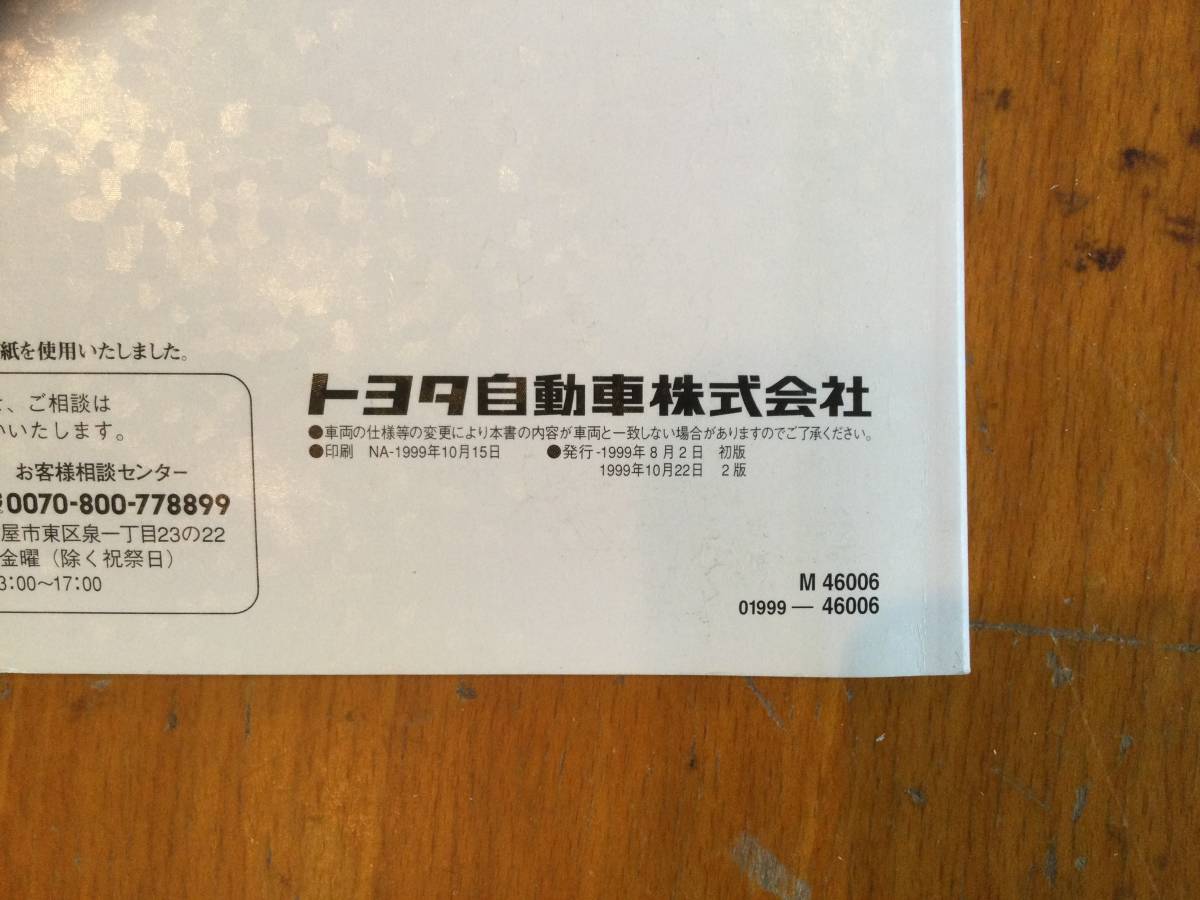 紙を使用いたしました。
、ご相談は
いいたします。
お客様相談センター
0070-800-778899
屋市東区泉一丁目23の22
金曜（除く祝祭日）
3:00～17:00
トヨタ自動車株式会社
●車両の仕様等の変更により本書の内容が車両と一致しない場合がありますのでご了承ください。
●印刷 NA-1999年10月15日 ●発行-1999年8月2日 初版
1999年10月22日 2版
M 46006
01999 — 46006